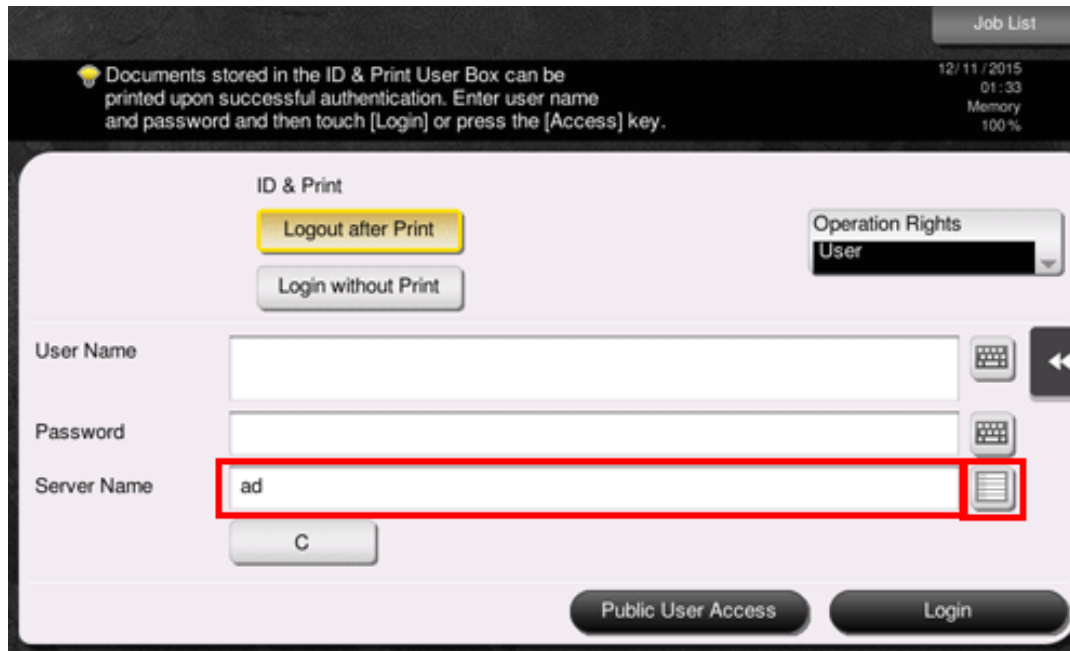 Job List
Documents stored in the ID & Print User Box can be
printed upon successful authentication. Enter user name
and password and then touch [Login] or press the [Access] key.
12/11/2015
01:33
Memory
100%
ID & Print
Logout after Print
Operation Rights
User
Login without Print
User Name
Password
Server Name
ad
C
Public User Access
Login